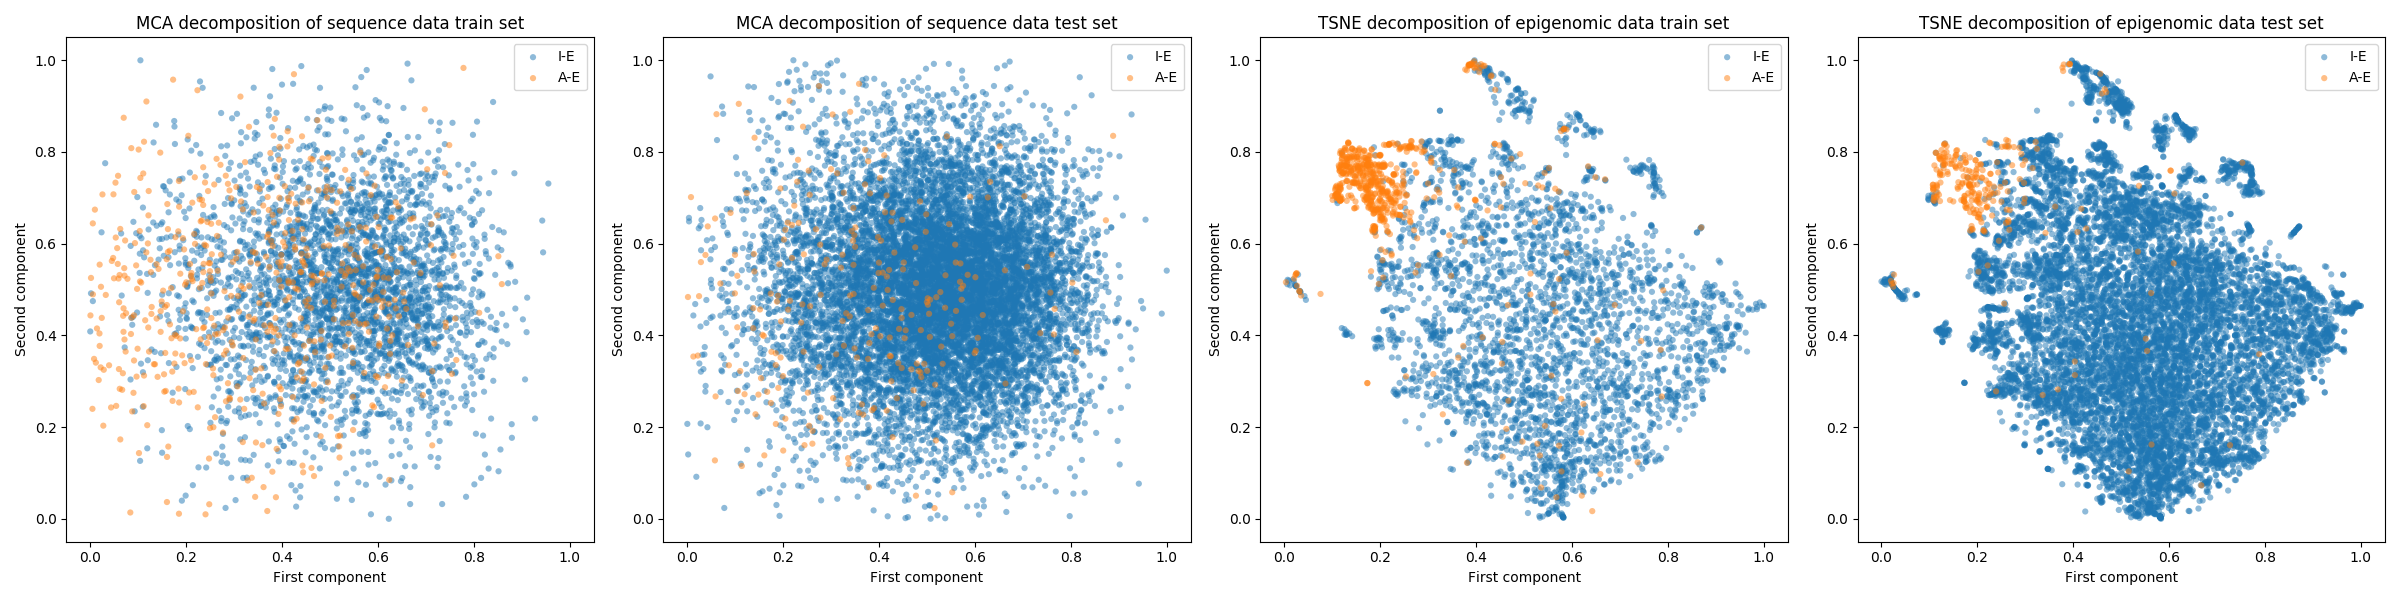 MCA decomposition of sequence data train set
I-E
A-E
1.0
0.8
0.6
0.4
0.2
0.0
Second component
0.0 0.2 0.4 0.6 0.8 1.0
First component
MCA decomposition of sequence data test set
I-E
A-E
1.0
0.8
0.6
0.4
0.2
0.0
Second component
0.0 0.2 0.4 0.6 0.8 1.0
First component
TSNE decomposition of epigenomic data train set
I-E
A-E
1.0
0.8
0.6
0.4
0.2
0.0
Second component
0.0 0.2 0.4 0.6 0.8 1.0
First component
TSNE decomposition of epigenomic data test set
I-E
A-E
1.0
0.8
0.6
0.4
0.2
0.0
Second component
0.0 0.2 0.4 0.6 0.8 1.0
First component